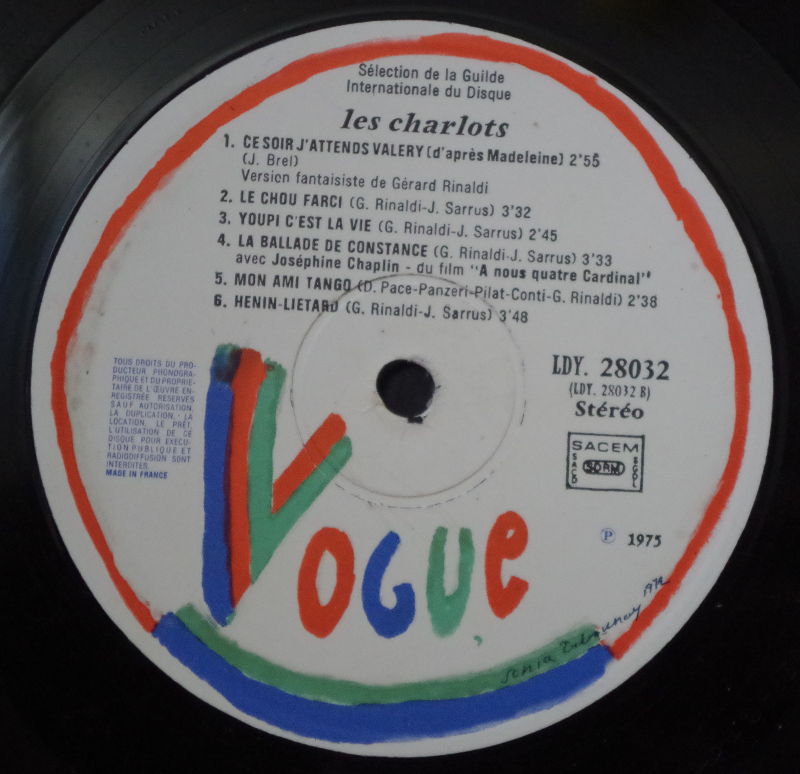 Sélection de la Guilde
Internationale du Disque
les charlots
1. CE SOIR J'ATTENDS VALERY (d'après Madeleine) 2'55
(J. Brel)
Version fantaisiste de Gérard Rinaldi
2. LE CHOU FARCI (G. Rinaldi-J. Sarrus) 3'32
3. YOUPI C'EST LA VIE (G. Rinaldi-J. Sarrus) 2'45
4. LA BALLADE DE CONSTANCE (G. Rinaldi-J. Sarrus) 3'33
avec Joséphine Chaplin - du film "A nous quatre Cardinal"
5. MON AMI TANGO (D. Pace-Panzeri-Pilat-Conti-G. Rinaldi) 2'38
6. HENIN-LIETARD (G. Rinaldi-J. Sarrus) 3'48
TOUS DROITS DU PRO-
DUCTEUR PHONOGRA-
PHIQUE ET DU PROPRIE-
TAIRE DE L'ŒUVRE EN-
REGISTREE RESERVES
SAUF AUTORISATION,
LA DUPLICATION, LA
LOCATION, LE PRÊT,
L'UTILISATION DE CE
DISQUE POUR EXECU-
TION PUBLIQUE ET
RADIODIFFUSION SONT
INTERDITES.
MADE IN FRANCE
LDY. 28032
(LDY. 28032 B)
Stéréo
SACEM
SACD SDRM SGDL
VOGUE
Ⓟ 1975
Sonia Delaunay